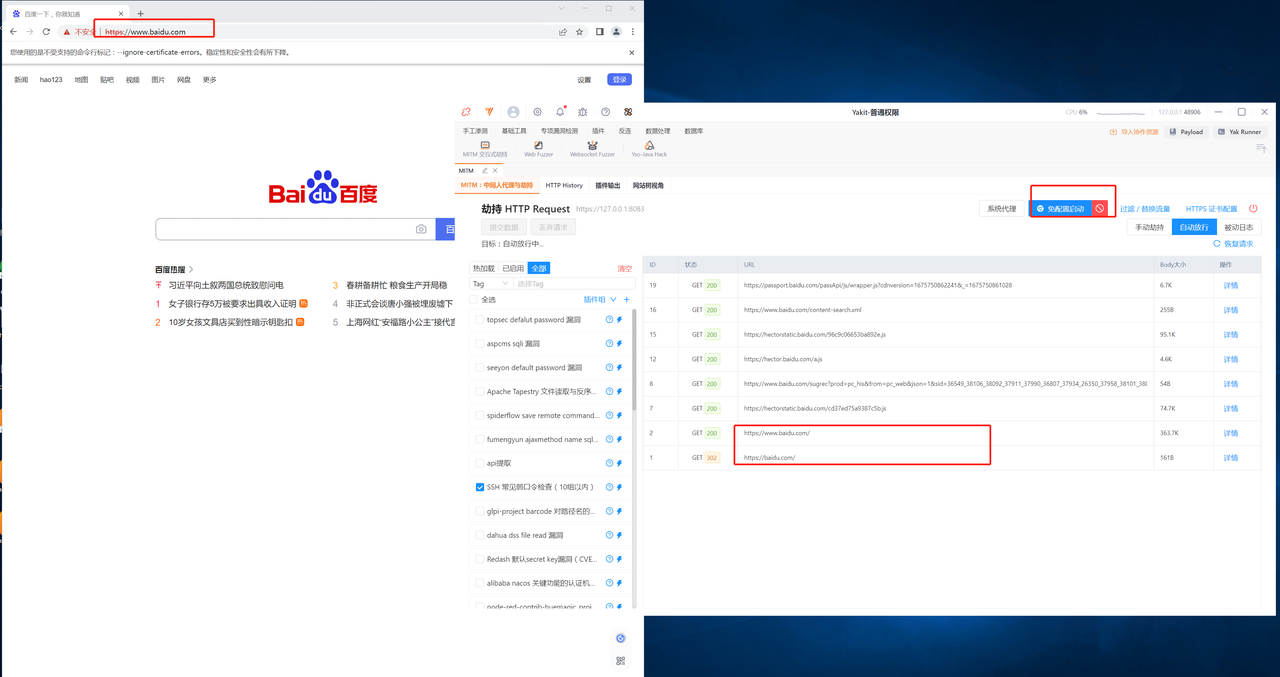 百度一下，你就知道
不安全 https://www.baidu.com
您使用的是不受支持的命令行标记：--ignore-certificate-errors。稳定性和安全性会有所下降。
新闻 hao123 地图 贴吧 视频 图片 网盘 更多 设置 登录
Bai du 百度
百
百度热搜
习近平向土叙两国总统致慰问电
3 春耕备耕忙 粮食生产开局稳
1 女子银行存5万被要求出具收入证明 热
4 非正式会谈唐小强被埋废墟下
2 10岁女孩文具店买到性暗示钥匙扣 热
5 上海网红"安福路小公主"接代言
Yakit-普通权限
CPU 6% 127.0.0.1:48906
手工渗透 基础工具 专项漏洞检测 插件 反连 数据处理 数据库
导入协作资源 Payload Yak Runner
MITM 交互式劫持 Web Fuzzer Websocket Fuzzer Yso-Java Hack
MITM
MITM：中间人代理与劫持 HTTP History 插件输出 网站树视角
劫持 HTTP Request https://127.0.0.1:8083
系统代理 免配置启动 过滤 / 替换流量 HTTPS 证书配置
提交数据 丢弃请求
手动劫持 自动放行 被动日志
目标：自动放行中...
恢复请求
热加载 已启用 全部 清空
Tag 选择Tag
全选 插件组
topsec defalut password 漏洞
aspcms sqli 漏洞
seeyon default password 漏洞
Apache Tapestry 文件读取与反序...
spiderflow save remote command...
fumengyun ajaxmethod name sql...
api提取
SSH 常见弱口令检查（10组以内）
glpi-project barcode 对路径名的...
dahua dss file read 漏洞
Redash 默认secret key漏洞（CVE...
alibaba nacos 关键功能的认证机...
node-red-contrib-huemagic proj...
ID 状态 URL Body大小 操作
19 GET 200 https://passport.baidu.com/passApi/js/wrapper.js?cdnversion=1675750862241&_=1675750861028 6.7K 详情
16 GET 200 https://www.baidu.com/content-search.xml 255B 详情
15 GET 200 https://hectorstatic.baidu.com/96c9c06653ba892e.js 95.1K 详情
12 GET 200 https://hector.baidu.com/a.js 4.6K 详情
8 GET 200 https://www.baidu.com/sugrec?prod=pc_his&from=pc_web&json=1&sid=36549_38106_38092_37911_37990_36807_37934_26350_37958_38101_38 54B 详情
7 GET 200 https://hectorstatic.baidu.com/cd37ed75a9387c5b.js 74.7K 详情
2 GET 200 https://www.baidu.com/ 363.7K 详情
1 GET 302 https://baidu.com/ 161B 详情